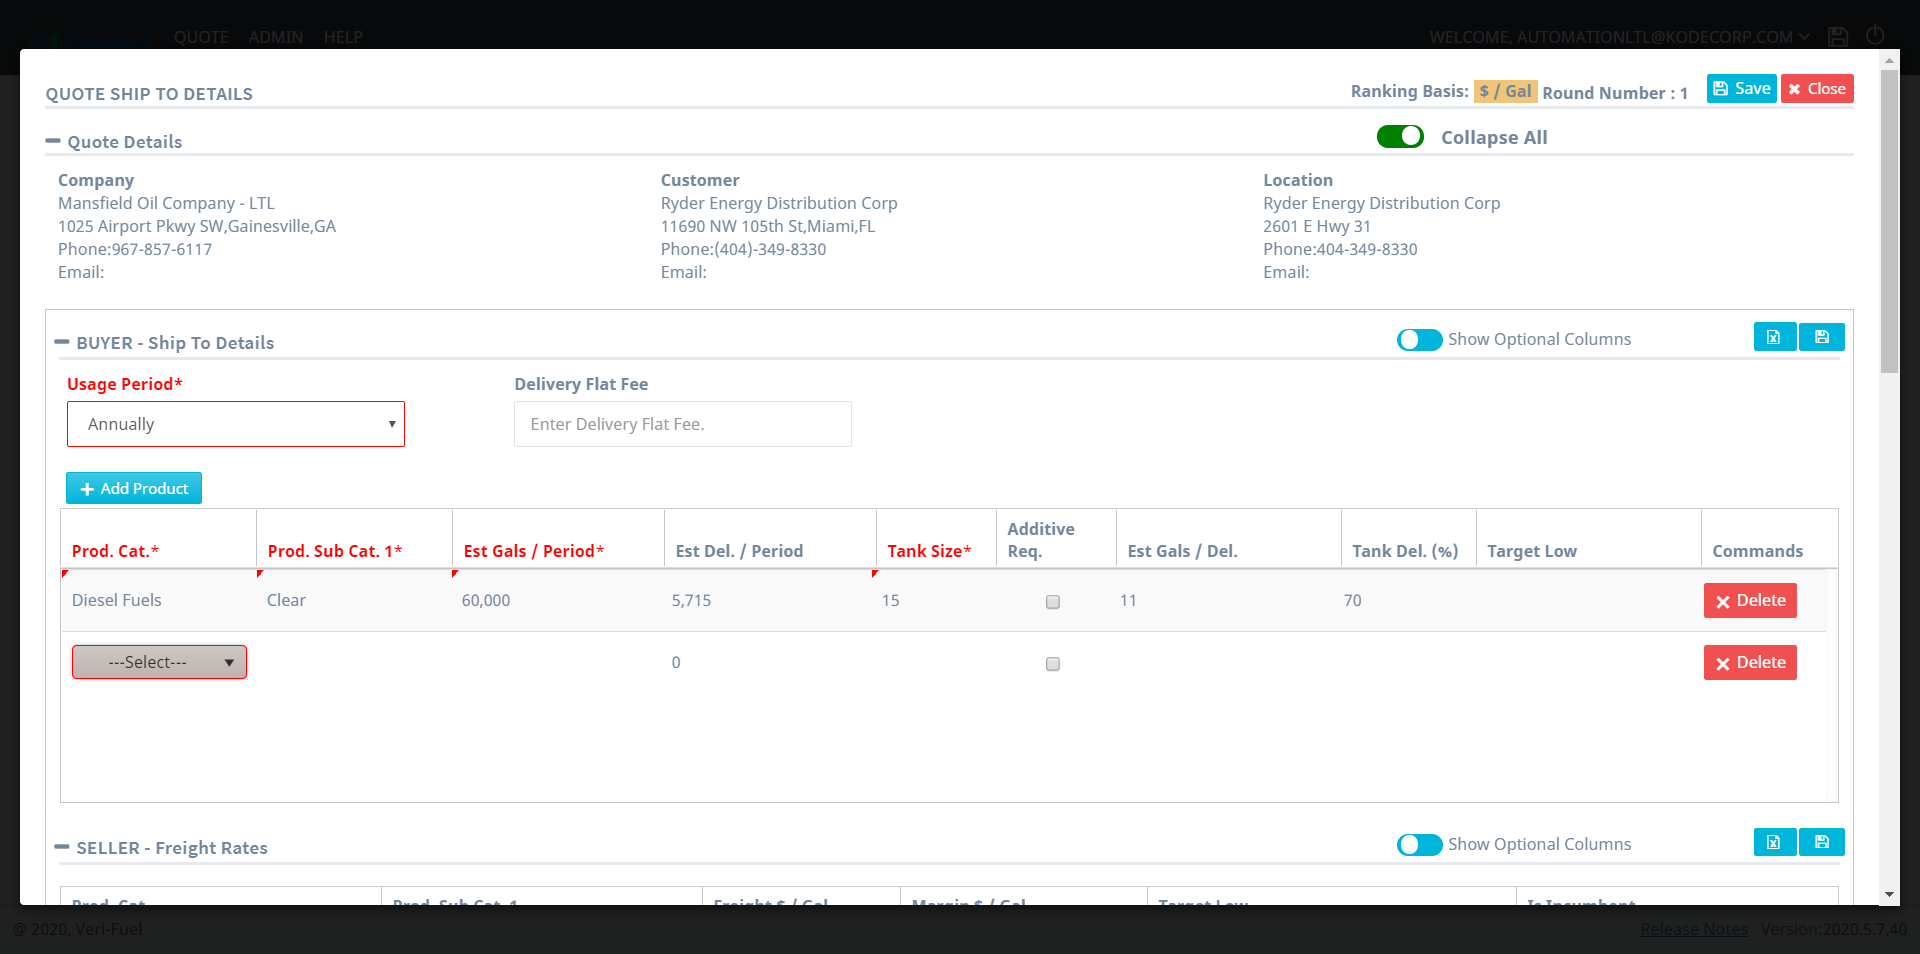 QUOTE ADMIN HELP
WELCOME, AUTOMATIONLTL@KODECORP.COM
QUOTE SHIP TO DETAILS
Ranking Basis: $ / Gal Round Number : 1
Save Close
Quote Details
Collapse All
Company
Mansfield Oil Company - LTL
1025 Airport Pkwy SW,Gainesville,GA
Phone:967-857-6117
Email:
Customer
Ryder Energy Distribution Corp
11690 NW 105th St,Miami,FL
Phone:(404)-349-8330
Email:
Location
Ryder Energy Distribution Corp
2601 E Hwy 31
Phone:404-349-8330
Email:
BUYER - Ship To Details
Show Optional Columns
Usage Period*
Annually
Delivery Flat Fee
Enter Delivery Flat Fee.
Add Product
Prod. Cat.* Prod. Sub Cat. 1* Est Gals / Period* Est Del. / Period Tank Size* Additive Req. Est Gals / Del. Tank Del. (%) Target Low Commands
Diesel Fuels Clear 60,000 5,715 15 11 70 Delete
---Select--- 0 Delete
SELLER - Freight Rates
Show Optional Columns
Prod. Cat. Prod. Sub Cat. 1 Freight $ / Gal Margin $ / Gal Target Low Is Incumbent
@ 2020, Veri-Fuel
Release Notes Version:2020.5.7.40